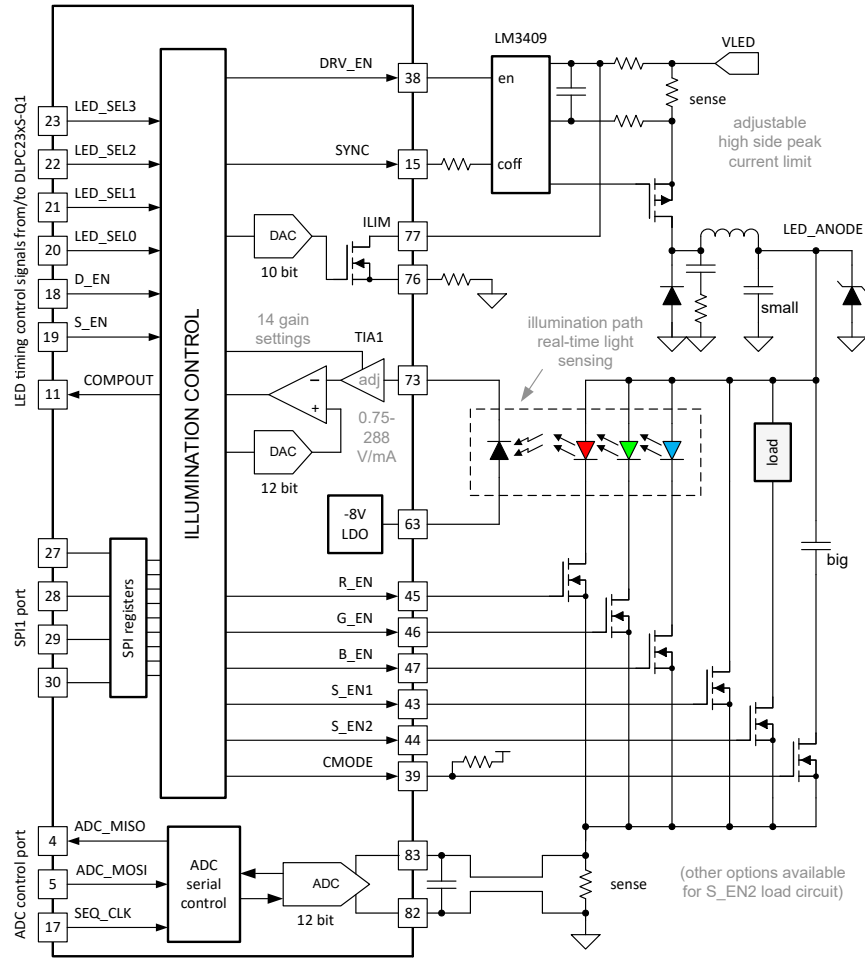 LM3409
VLED
DRV_EN
38
en
sense
23
LED_SEL3
adjustable
high side peak
current limit
22
LED_SEL2
SYNC
15
coff
21
LED_SEL1
ILIM
77
LED_ANODE
20
LED_SEL0
DAC
10 bit
18
D_EN
76
19
S_EN
14 gain
settings
TIA1
illumination path
real-time light
sensing
small
11
COMPOUT
adj
73
–
+
0.75-
288
V/mA
DAC
12 bit
load
LED timing control signals from/to DLPC23xS-Q1
ILLUMINATION CONTROL
-8V
LDO
63
big
27
28
29
30
SPI1 port
SPI registers
R_EN
45
G_EN
46
B_EN
47
S_EN1
43
S_EN2
44
CMODE
39
4
ADC_MISO
5
ADC_MOSI
17
SEQ_CLK
ADC control port
ADC
serial
control
ADC
12 bit
83
82
sense
(other options available
for S_EN2 load circuit)